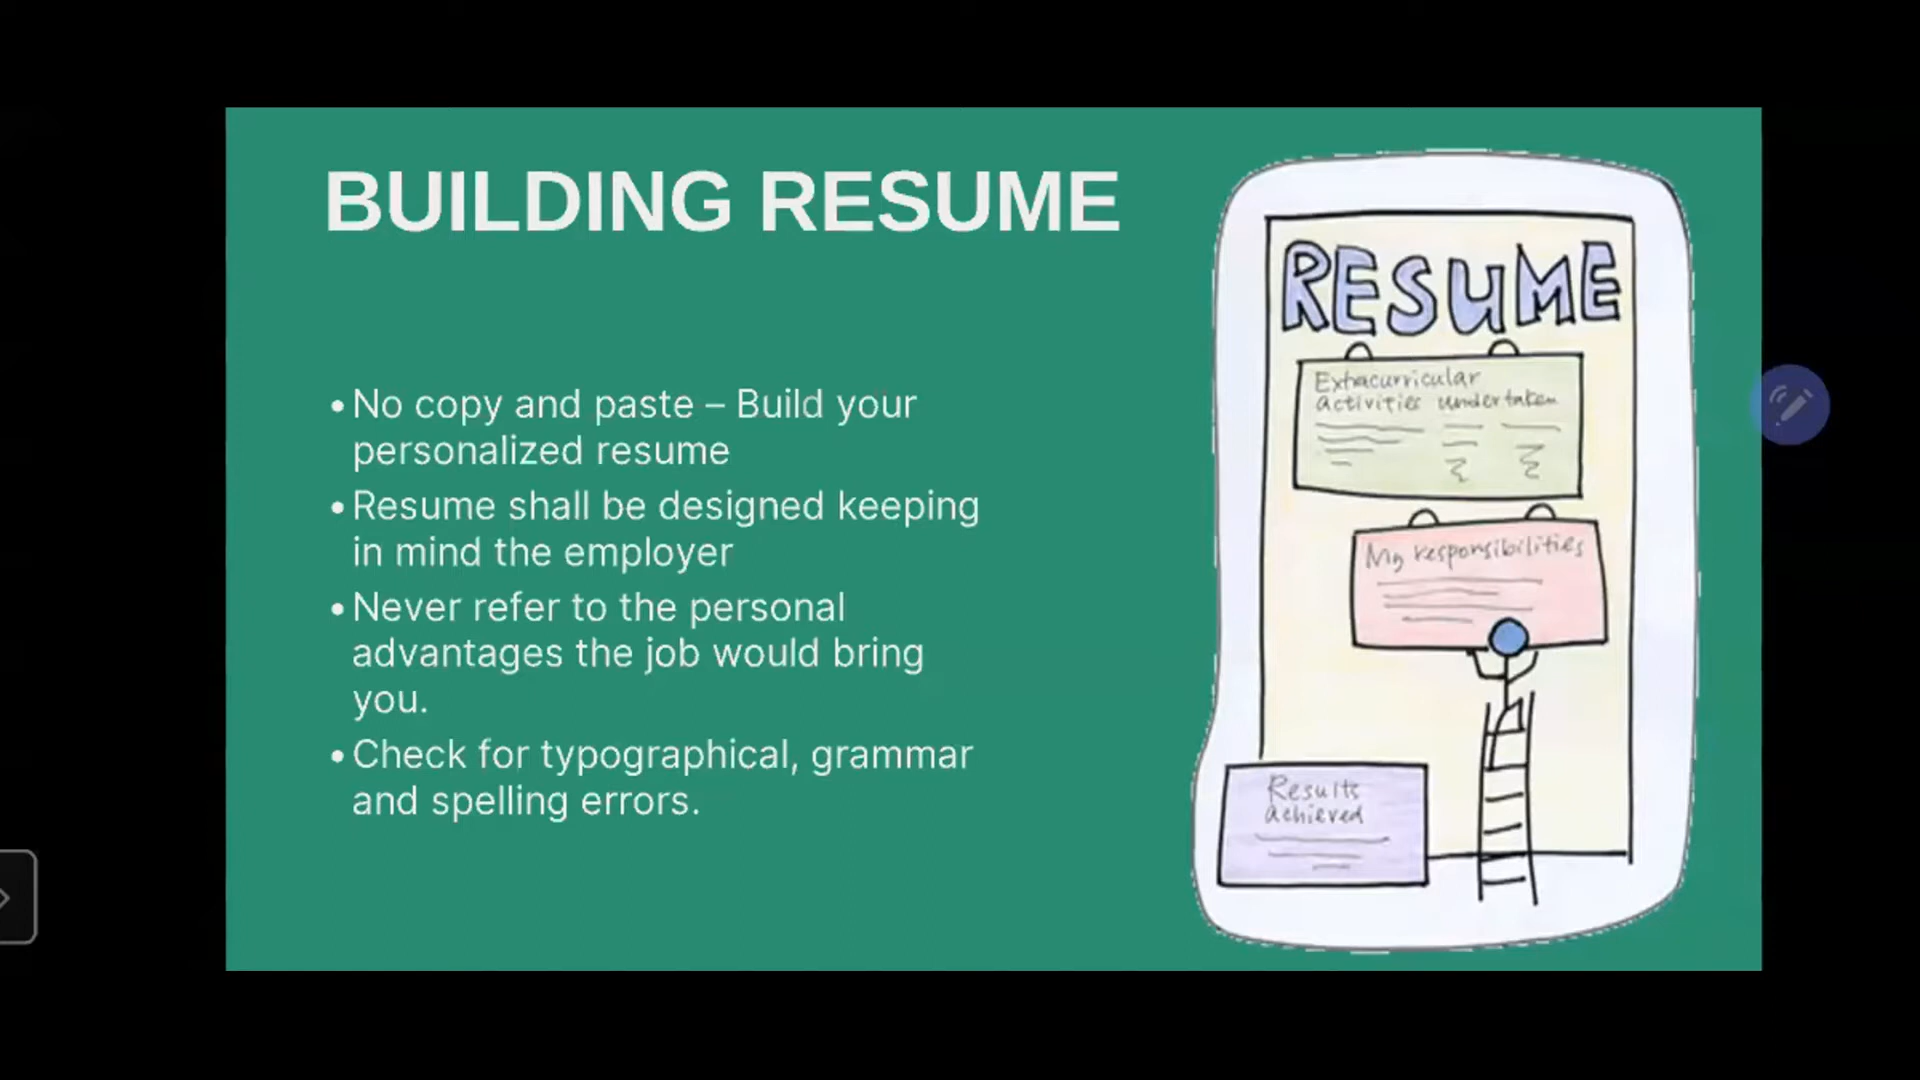 BUILDING RESUME
•No copy and paste – Build your
personalized resume
•Resume shall be designed keeping
in mind the employer
•Never refer to the personal
advantages the job would bring
you.
•Check for typographical, grammar
and spelling errors.
RESUME
Extracurricular
activities undertaken
My responsibilities
Results
achieved